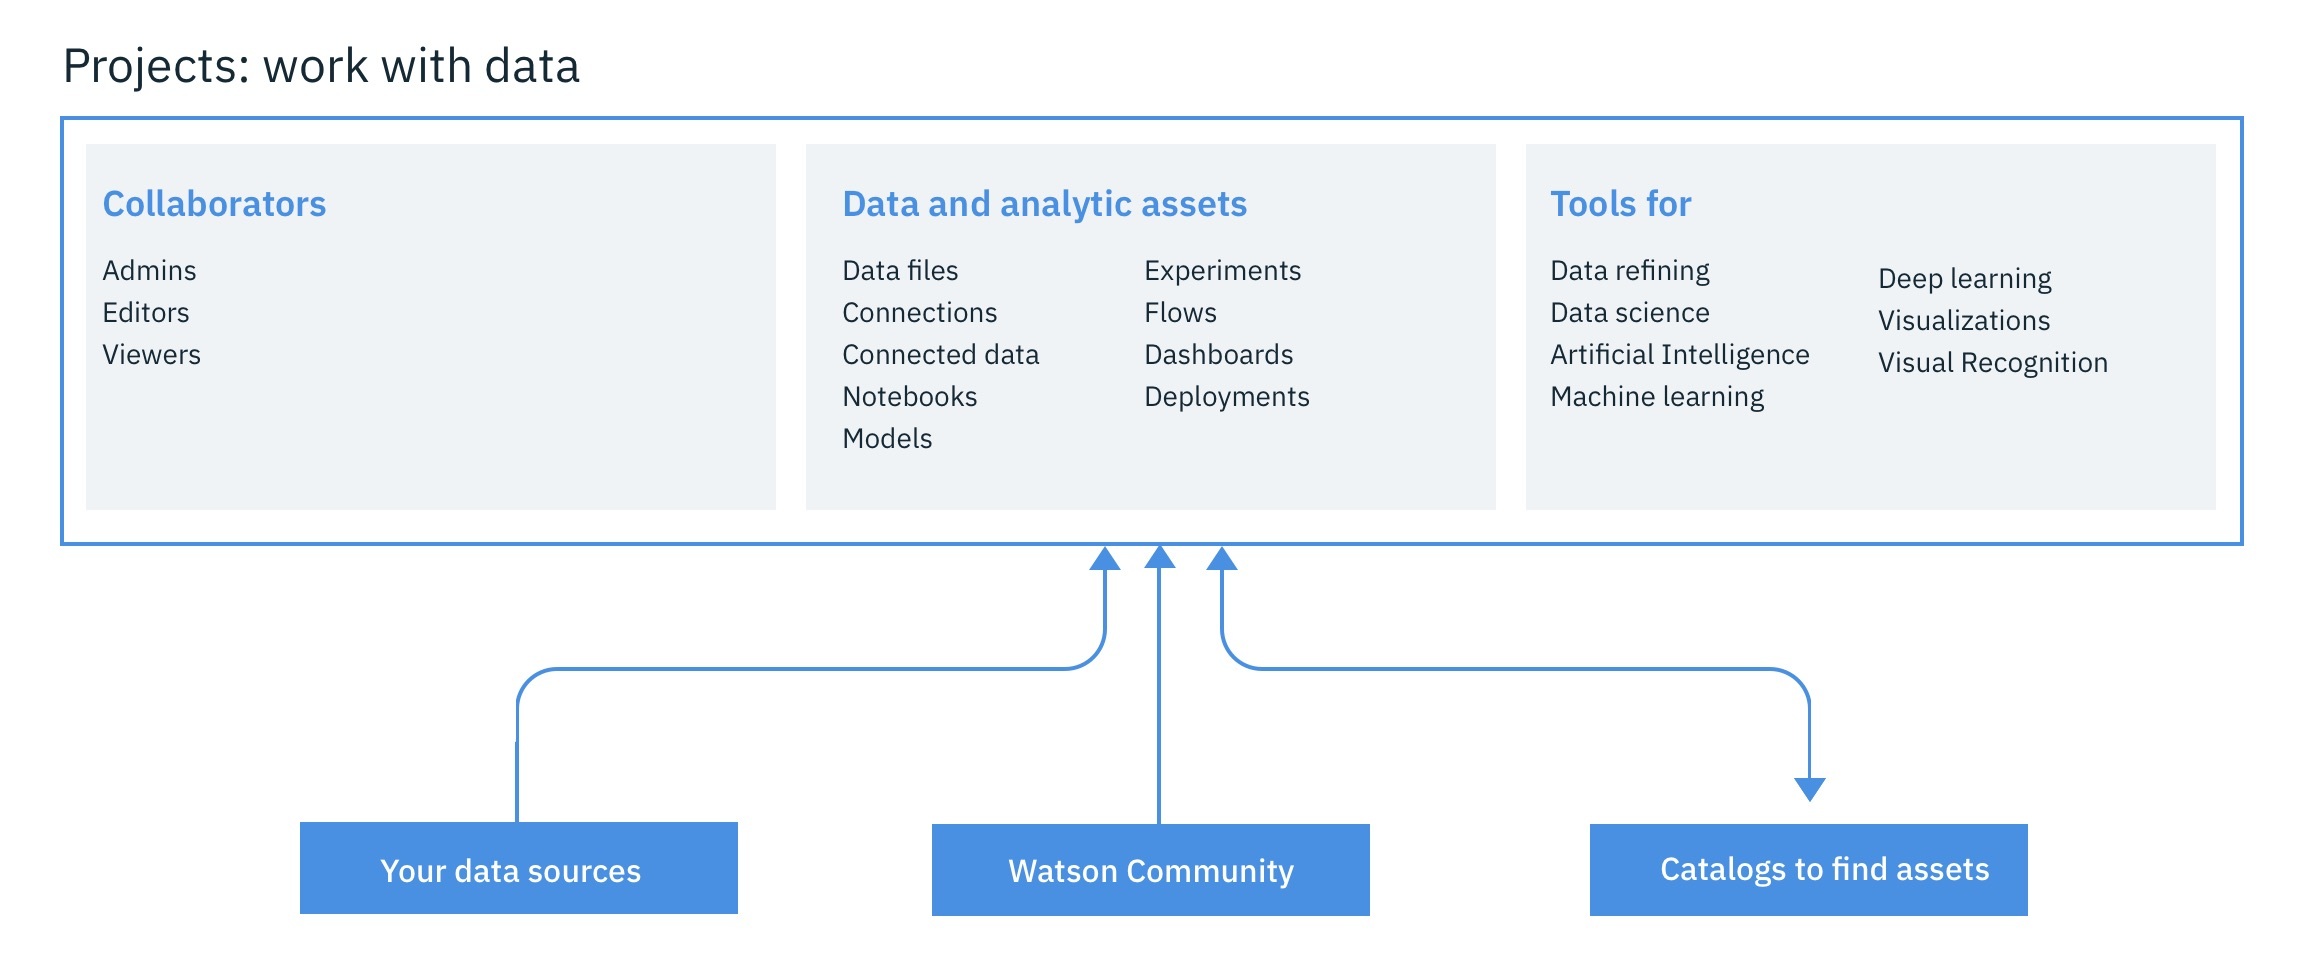 Projects: work with data
Collaborators
Admins
Editors
Viewers
Data and analytic assets
Data files
Connections
Connected data
Notebooks
Models
Experiments
Flows
Dashboards
Deployments
Tools for
Data refining
Data science
Artificial Intelligence
Machine learning
Deep learning
Visualizations
Visual Recognition
Your data sources
Watson Community
Catalogs to find assets